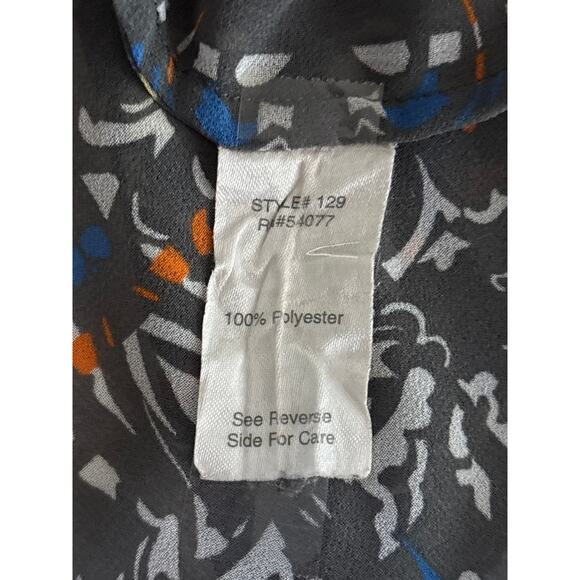 STYLE# 129
RN#54077
100% Polyester
See Reverse
Side For Care